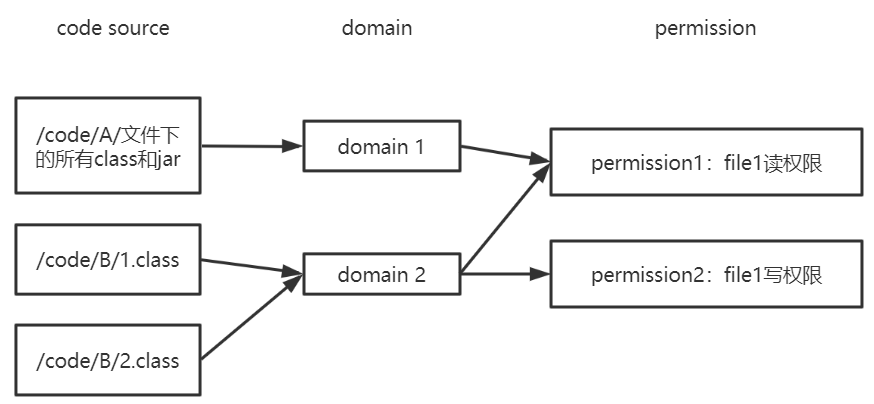 code source
domain
permission
/code/A/文件下
的所有class和jar
domain 1
permission1：file1读权限
/code/B/1.class
domain 2
permission2：file1写权限
/code/B/2.class